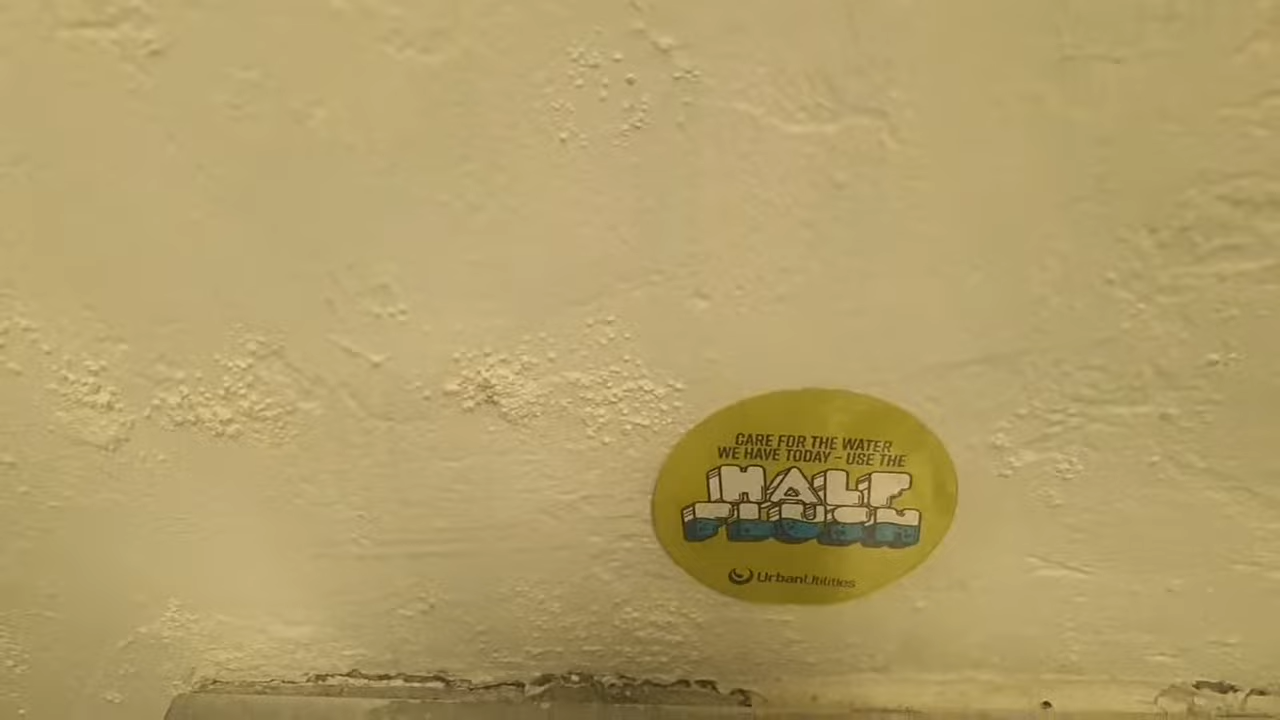 CARE FOR THE WATER
WE HAVE TODAY - USE THE
HALF
FLUSH
UrbanUtilities